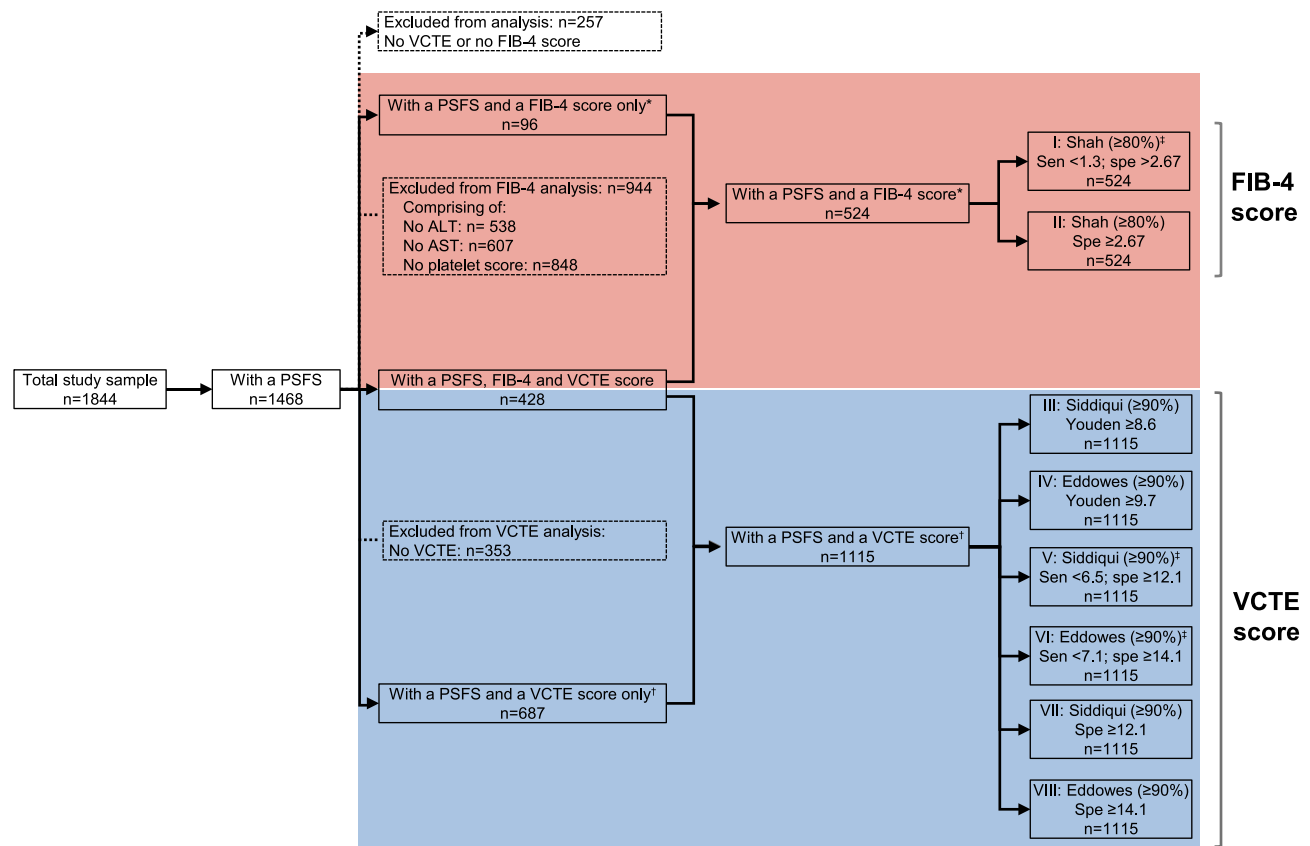 Excluded from analysis: n=257
No VCTE or no FIB-4 score
With a PSFS and a FIB-4 score only*
n=96
Excluded from FIB-4 analysis: n=944
Comprising of:
No ALT: n= 538
No AST: n=607
No platelet score: n=848
With a PSFS and a FIB-4 score*
n=524
I: Shah (≥80%)‡
Sen <1.3; spe >2.67
n=524
II: Shah (≥80%)
Spe ≥2.67
n=524
FIB-4
score
Total study sample
n=1844
With a PSFS
n=1468
With a PSFS, FIB-4 and VCTE score
n=428
Excluded from VCTE analysis:
No VCTE: n=353
With a PSFS and a VCTE score only†
n=687
With a PSFS and a VCTE score†
n=1115
III: Siddiqui (≥90%)
Youden ≥8.6
n=1115
IV: Eddowes (≥90%)
Youden ≥9.7
n=1115
V: Siddiqui (≥90%)‡
Sen <6.5; spe ≥12.1
n=1115
VI: Eddowes (≥90%)‡
Sen <7.1; spe ≥14.1
n=1115
VII: Siddiqui (≥90%)
Spe ≥12.1
n=1115
VIII: Eddowes (≥90%)
Spe ≥14.1
n=1115
VCTE
score